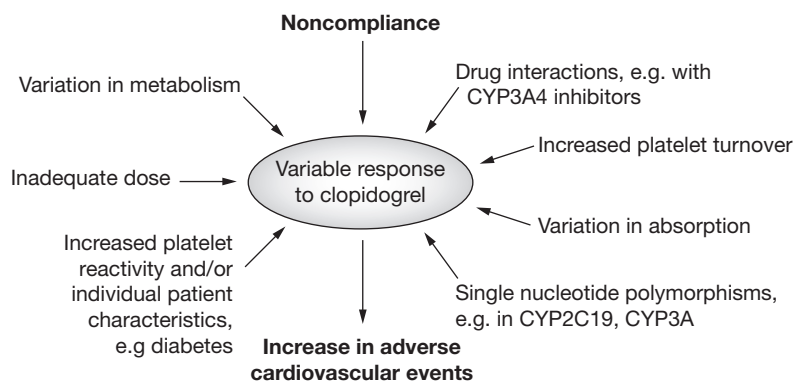 Noncompliance
Variation in metabolism
Drug interactions, e.g. with
CYP3A4 inhibitors
Increased platelet turnover
Inadequate dose
Variable response
to clopidogrel
Variation in absorption
Increased platelet
reactivity and/or
individual patient
characteristics,
e.g diabetes
Single nucleotide polymorphisms,
e.g. in CYP2C19, CYP3A
Increase in adverse
cardiovascular events